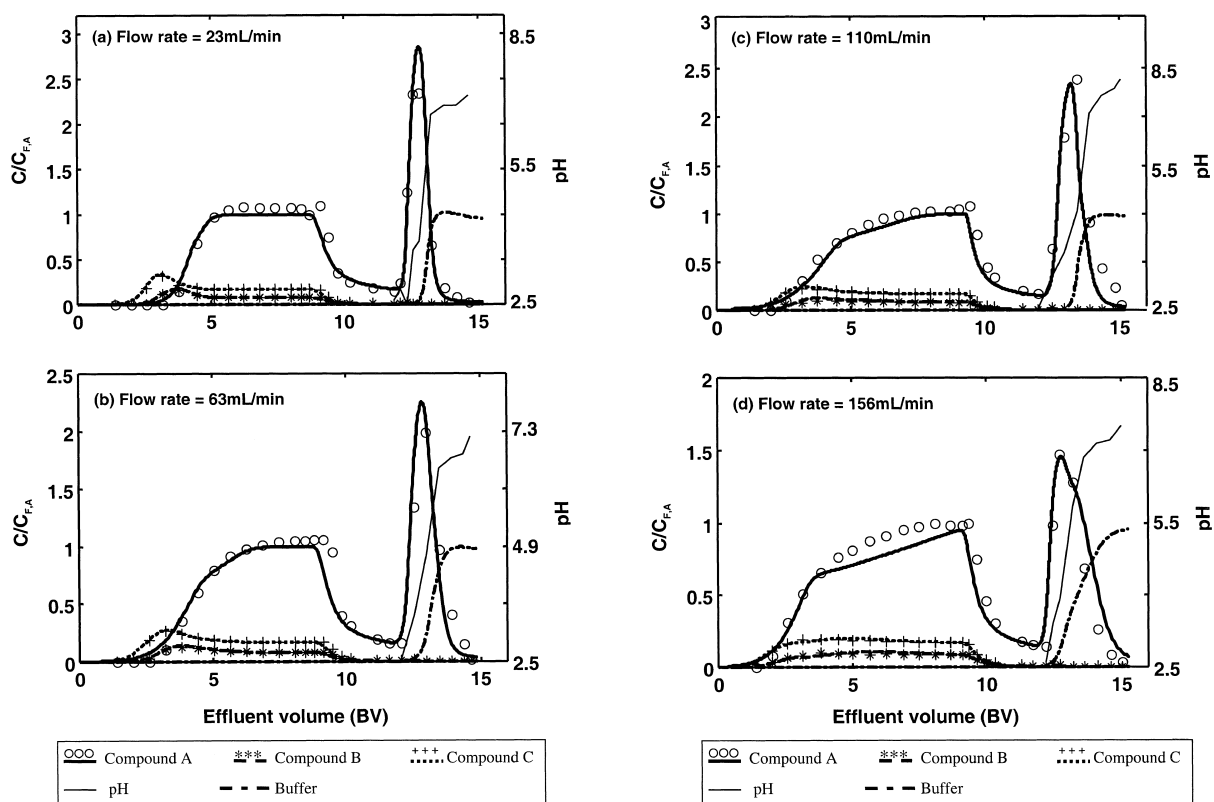 (a) Flow rate = 23mL/min
3
2.5
2
1.5
1
0.5
0
C/C_F,A
8.5
5.5
2.5
pH
0
5
10
15
(c) Flow rate = 110mL/min
3
2.5
2
1.5
1
0.5
0
C/C_F,A
8.5
5.5
2.5
pH
0
5
10
15
(b) Flow rate = 63mL/min
2.5
2
1.5
1
0.5
0
C/C_F,A
7.3
4.9
2.5
pH
0
5
10
15
Effluent volume (BV)
(d) Flow rate = 156mL/min
2
1.5
1
0.5
0
C/C_F,A
8.5
5.5
2.5
pH
0
5
10
15
Effluent volume (BV)
Compound A
Compound B
Compound C
pH
Buffer
Compound A
Compound B
Compound C
pH
Buffer